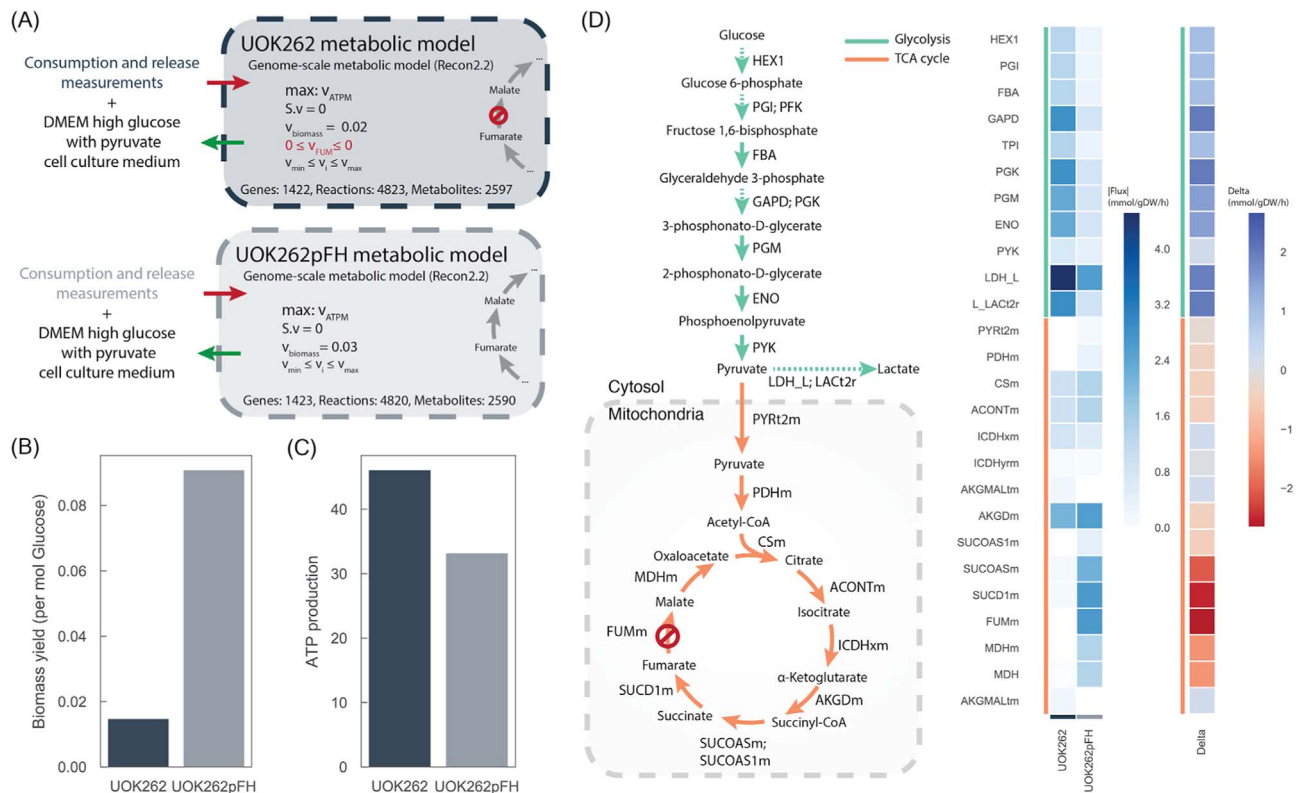 (A)
UOK262 metabolic model
Genome-scale metabolic model (Recon2.2)
Consumption and release
measurements
+
DMEM high glucose
with pyruvate
cell culture medium
max: vATPM
S.v = 0
vbiomass = 0.02
0 ≤ vFUM ≤ 0
vmin ≤ vi ≤ vmax
...
Malate
Fumarate
...
Genes: 1422, Reactions: 4823, Metabolites: 2597
UOK262pFH metabolic model
Genome-scale metabolic model (Recon2.2)
Consumption and release
measurements
+
DMEM high glucose
with pyruvate
cell culture medium
max: vATPM
S.v = 0
vbiomass = 0.03
vmin ≤ vi ≤ vmax
...
Malate
Fumarate
...
Genes: 1423, Reactions: 4820, Metabolites: 2590
(B)
Biomass yield (per mol Glucose)
0.08
0.06
0.04
0.02
0.00
UOK262 UOK262pFH
(C)
ATP production
40
30
20
10
0
UOK262 UOK262pFH
(D)
Glycolysis
TCA cycle
Glucose
HEX1
Glucose 6-phosphate
PGI; PFK
Fructose 1,6-bisphosphate
FBA
Glyceraldehyde 3-phosphate
GAPD; PGK
3-phosphonato-D-glycerate
PGM
2-phosphonato-D-glycerate
ENO
Phosphoenolpyruvate
PYK
Pyruvate
Lactate
LDH_L; LACt2r
Cytosol
Mitochondria
PYRt2m
Pyruvate
PDHm
Acetyl-CoA
CSm
Oxaloacetate
Citrate
MDHm
ACONTm
Malate
Isocitrate
FUMm
ICDHxm
Fumarate
α-Ketoglutarate
SUCD1m
AKGDm
Succinate
Succinyl-CoA
SUCOASm;
SUCOAS1m
HEX1
PGI
FBA
GAPD
TPI
PGK
PGM
ENO
PYK
LDH_L
L_LACt2r
PYRt2m
PDHm
CSm
ACONTm
ICDHxm
ICDHyrm
AKGMALtm
AKGDm
SUCOAS1m
SUCOASm
SUCD1m
FUMm
MDHm
MDH
AKGMALtm
UOK262
UOK262pFH
|Flux|
(mmol/gDW/h)
4.0
3.2
2.4
1.6
0.8
0.0
Delta
Delta
(mmol/gDW/h)
2
1
0
−1
−2